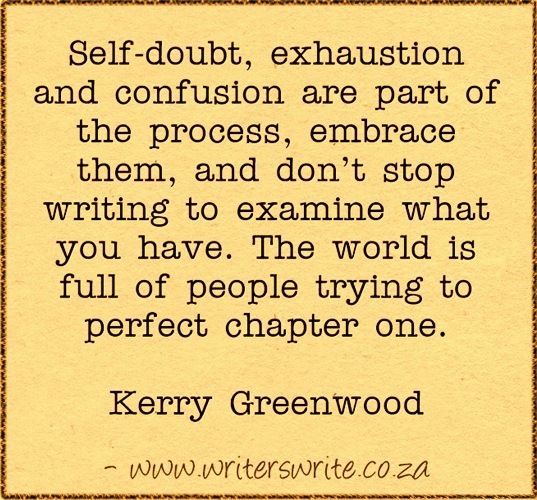 Self-doubt, exhaustion
and confusion are part of
the process, embrace
them, and don't stop
writing to examine what
you have. The world is
full of people trying to
perfect chapter one.
Kerry Greenwood
- www.writerswrite.co.za